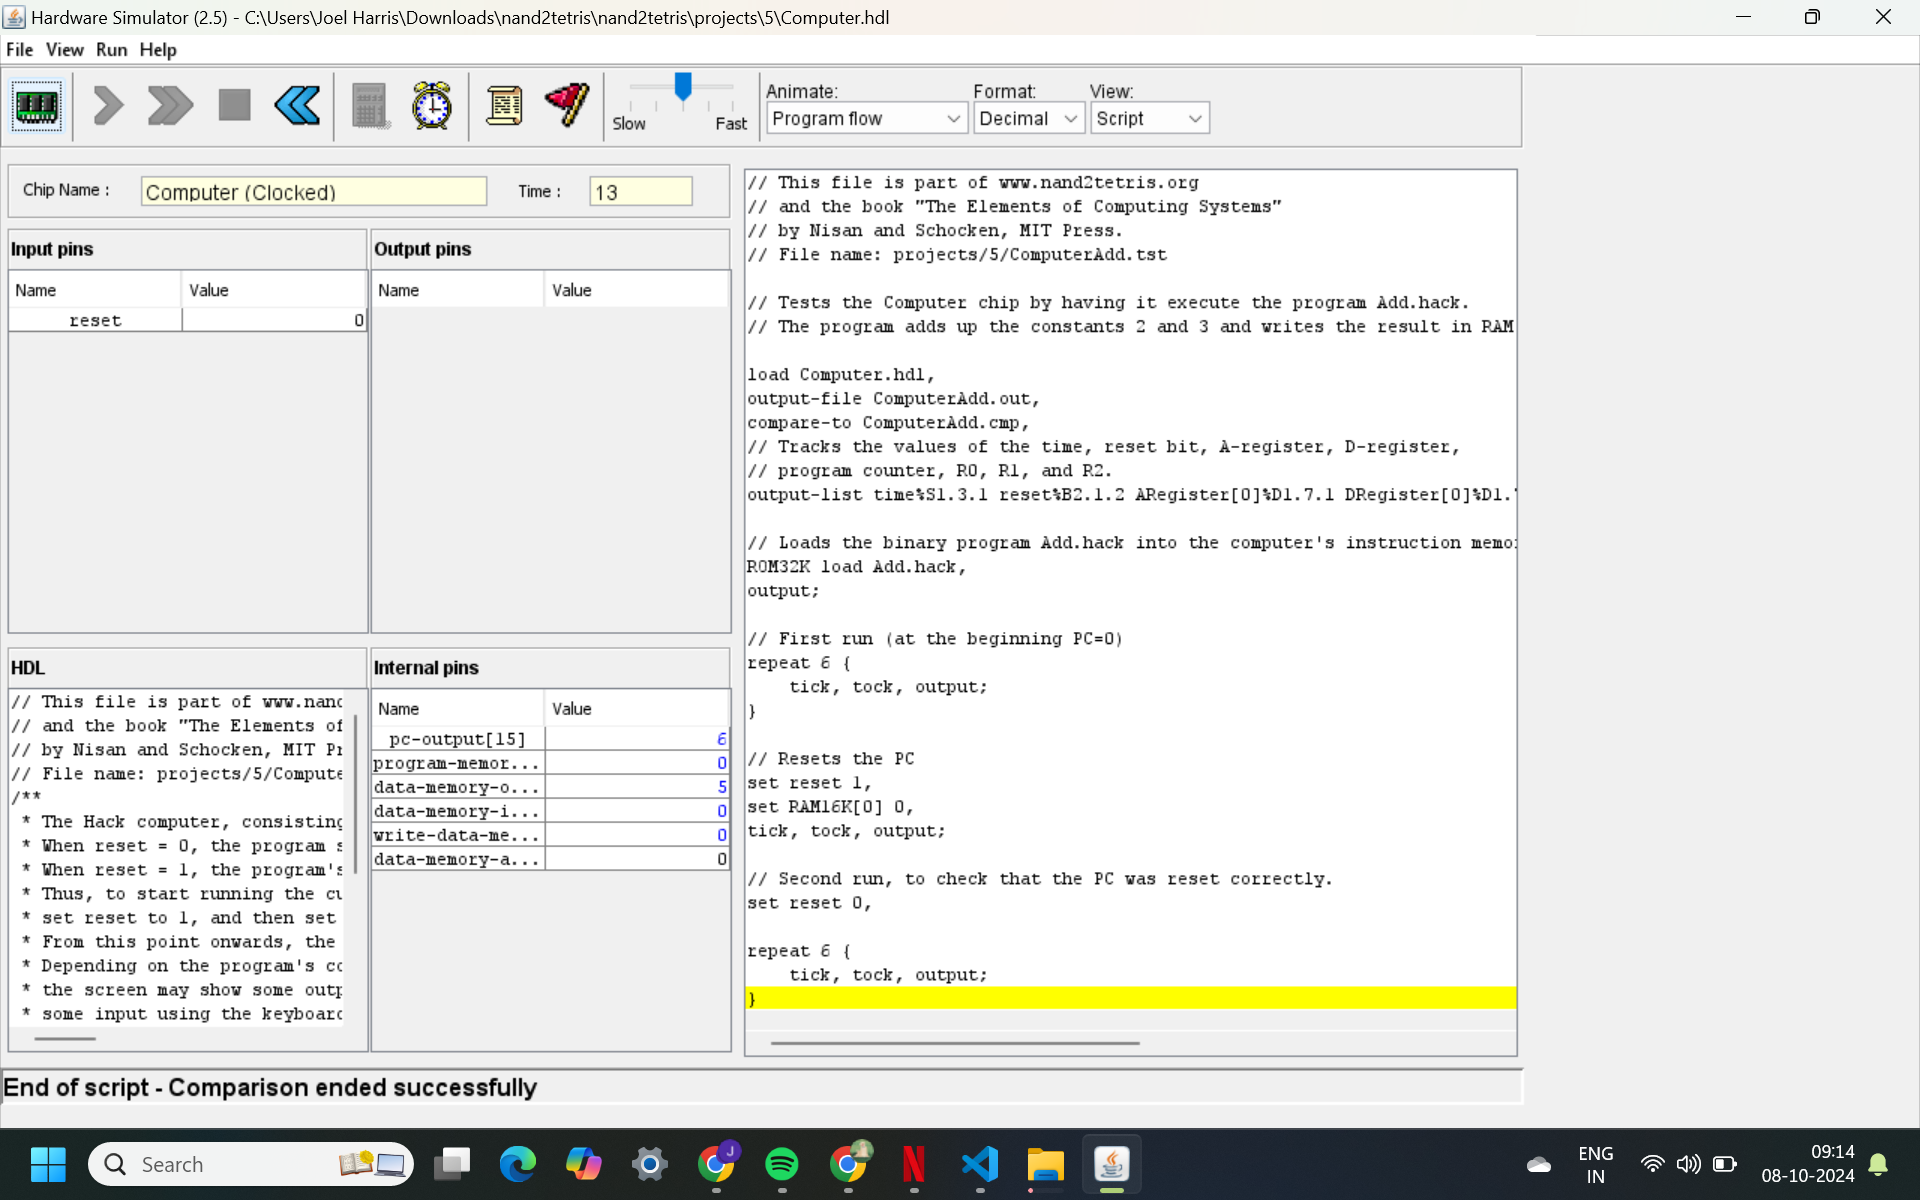 Hardware Simulator (2.5) - C:\Users\Joel Harris\Downloads\nand2tetris\nand2tetris\projects\5\Computer.hdl
File View Run Help
Slow Fast
Animate: Format: View:
Program flow Decimal Script
Chip Name : Computer (Clocked) Time : 13
Input pins
Name Value
reset 0
Output pins
Name Value
HDL
// This file is part of www.nand
// and the book "The Elements of
// by Nisan and Schocken, MIT Pr
// File name: projects/5/Compute
/**
* The Hack computer, consisting
* When reset = 0, the program s
* When reset = 1, the program's
* Thus, to start running the cu
* set reset to 1, and then set
* From this point onwards, the
* Depending on the program's co
* the screen may show some outp
* some input using the keyboard
Internal pins
Name Value
pc-output[15] 6
program-memor... 0
data-memory-o... 5
data-memory-i... 0
write-data-me... 0
data-memory-a... 0
// This file is part of www.nand2tetris.org
// and the book "The Elements of Computing Systems"
// by Nisan and Schocken, MIT Press.
// File name: projects/5/ComputerAdd.tst
// Tests the Computer chip by having it execute the program Add.hack.
// The program adds up the constants 2 and 3 and writes the result in RAM
load Computer.hdl,
output-file ComputerAdd.out,
compare-to ComputerAdd.cmp,
// Tracks the values of the time, reset bit, A-register, D-register,
// program counter, R0, R1, and R2.
output-list time%S1.3.1 reset%B2.1.2 ARegister[0]%D1.7.1 DRegister[0]%D1.
// Loads the binary program Add.hack into the computer's instruction memo
ROM32K load Add.hack,
output;
// First run (at the beginning PC=0)
repeat 6 {
tick, tock, output;
}
// Resets the PC
set reset 1,
set RAM16K[0] 0,
tick, tock, output;
// Second run, to check that the PC was reset correctly.
set reset 0,
repeat 6 {
tick, tock, output;
}
End of script - Comparison ended successfully
Search
J
N
ENG
IN
09:14
08-10-2024